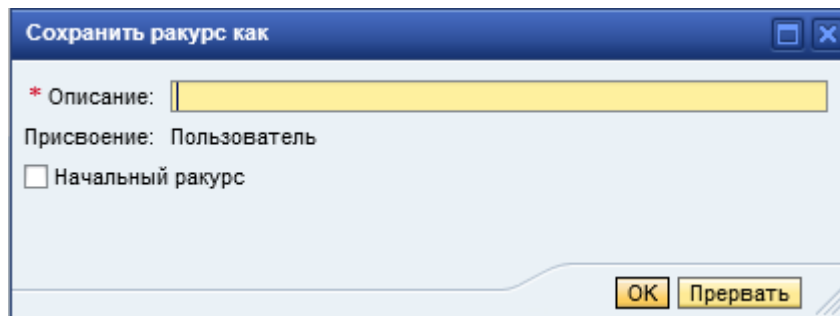 Сохранить ракурс как
* Описание:
Присвоение: Пользователь
Начальный ракурс
OK Прервать